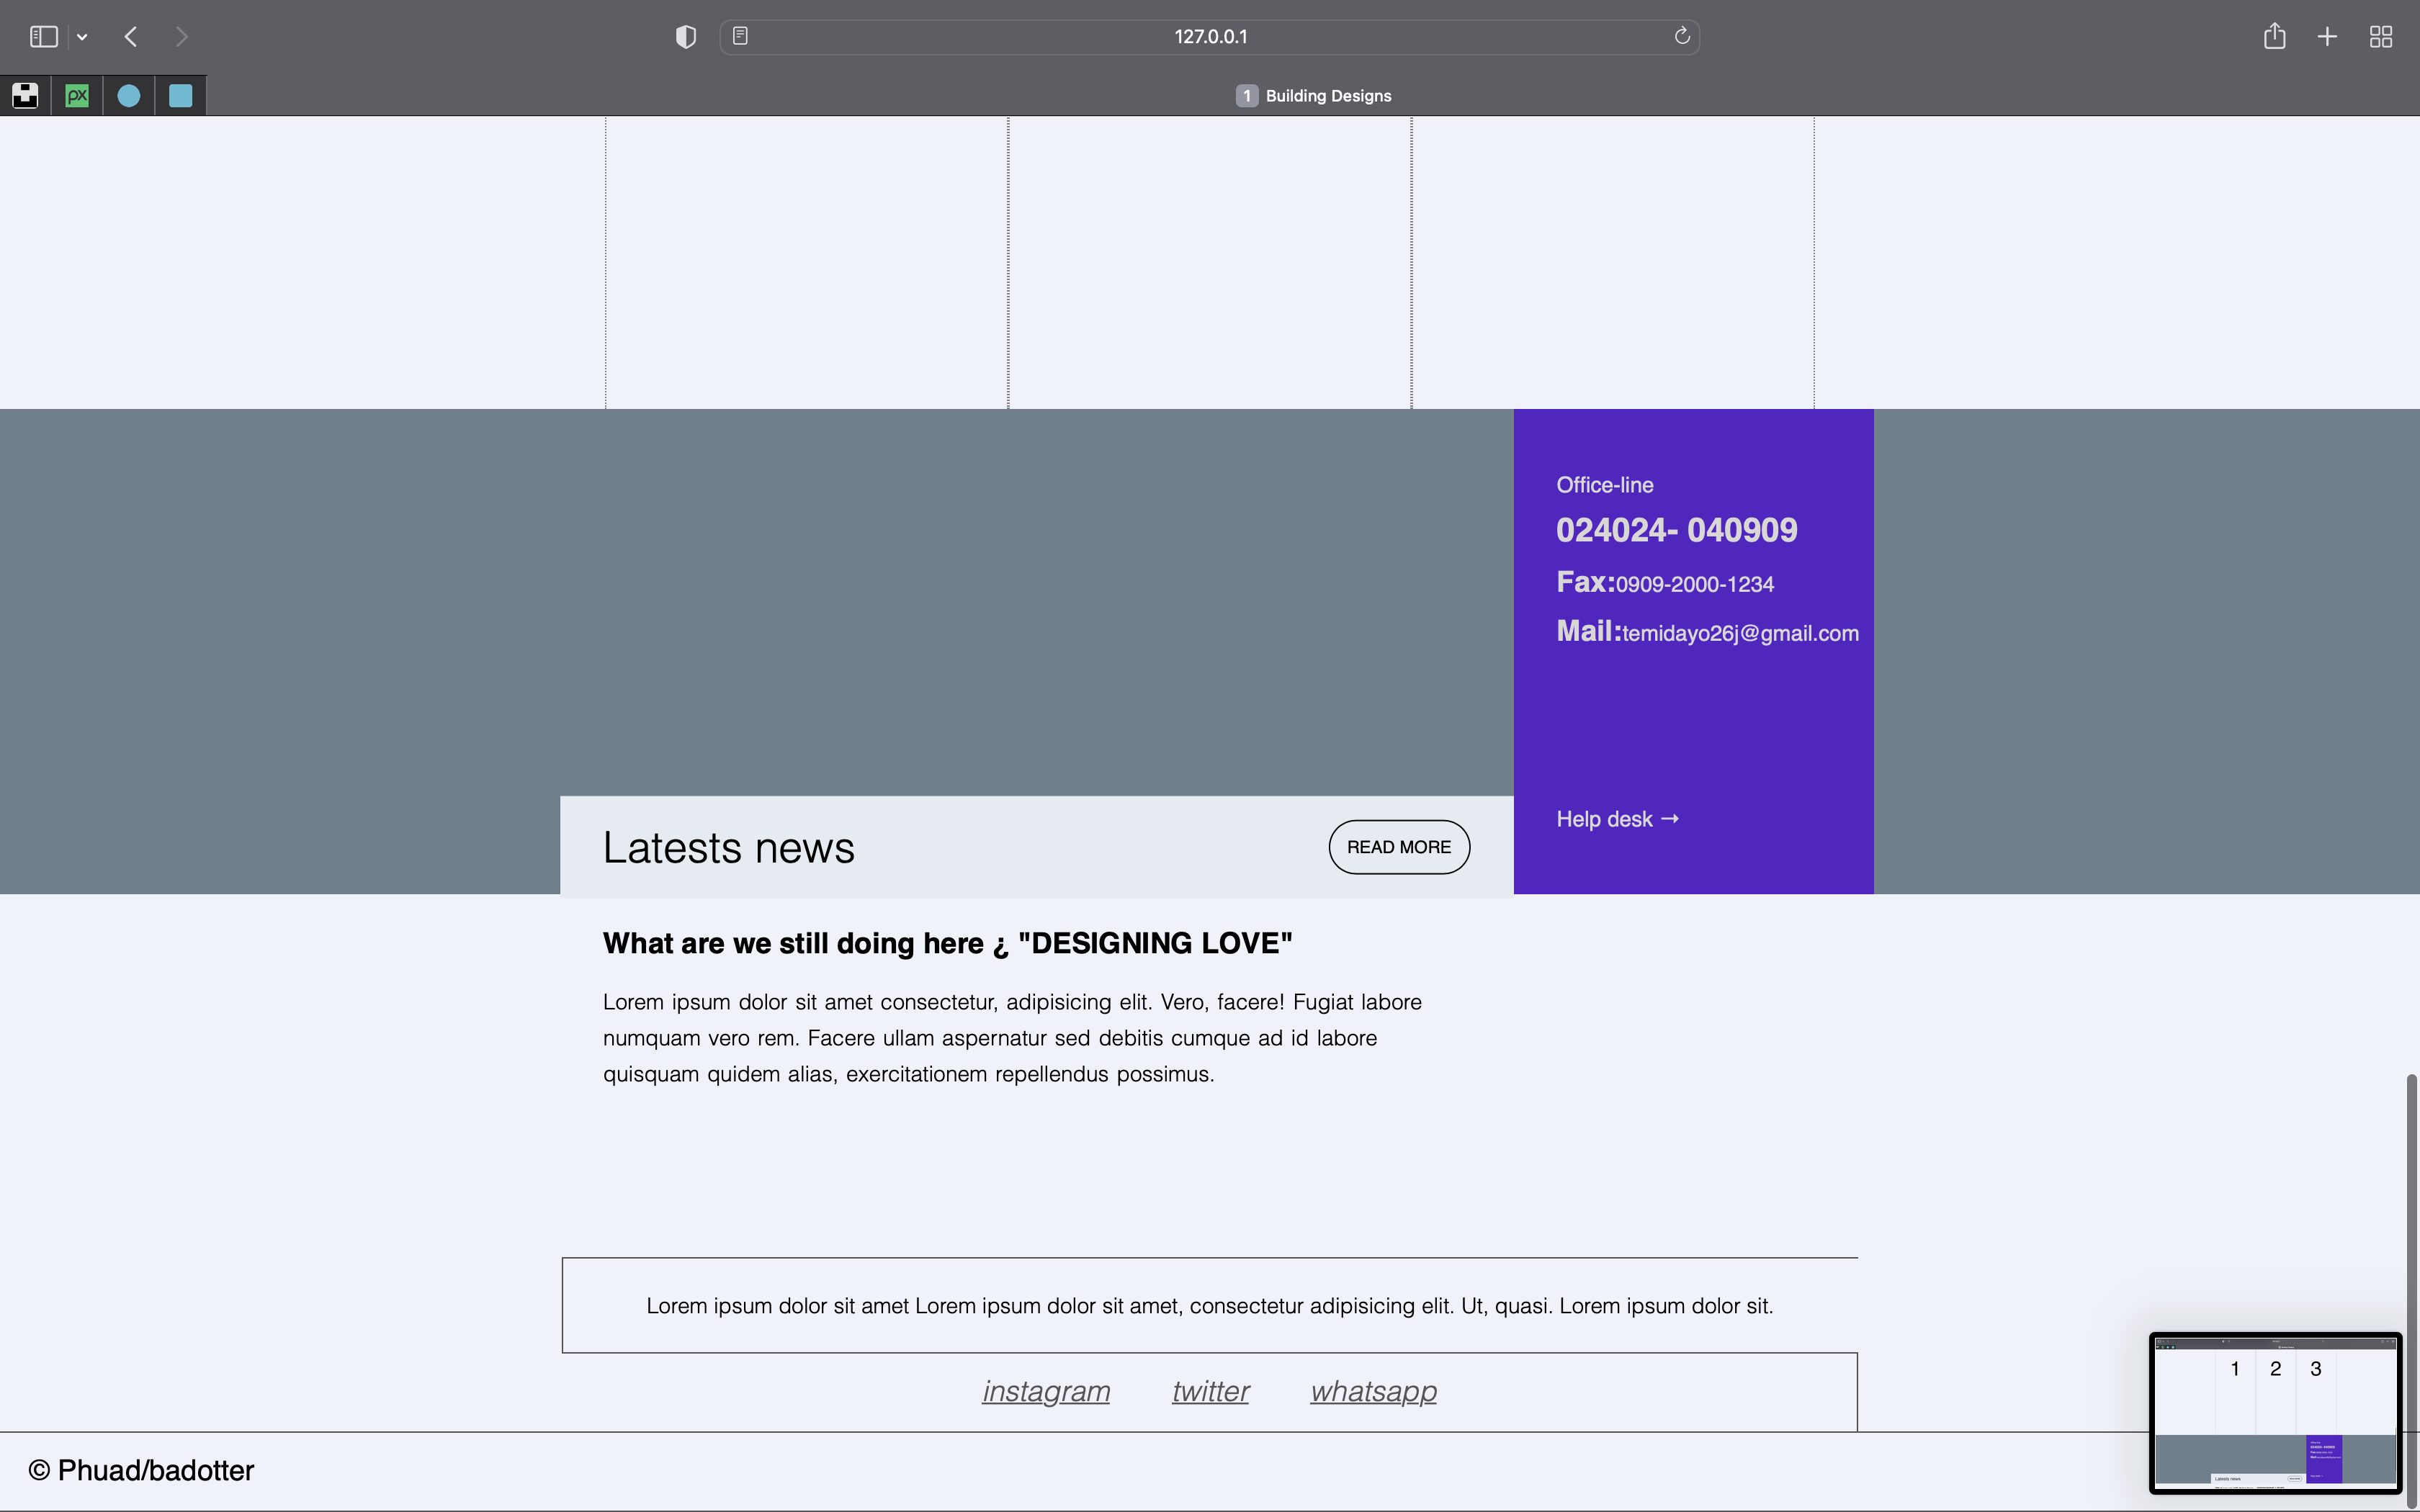 127.0.0.1
px
1 Building Designs
Office-line
024024- 040909
Fax:0909-2000-1234
Mail:temidayo26j@gmail.com
Help desk →
Latests news
READ MORE
What are we still doing here ¿ "DESIGNING LOVE"
Lorem ipsum dolor sit amet consectetur, adipisicing elit. Vero, facere! Fugiat labore
numquam vero rem. Facere ullam aspernatur sed debitis cumque ad id labore
quisquam quidem alias, exercitationem repellendus possimus.
Lorem ipsum dolor sit amet Lorem ipsum dolor sit amet, consectetur adipisicing elit. Ut, quasi. Lorem ipsum dolor sit.
instagram twitter whatsapp
© Phuad/badotter
1 2 3
Latests news